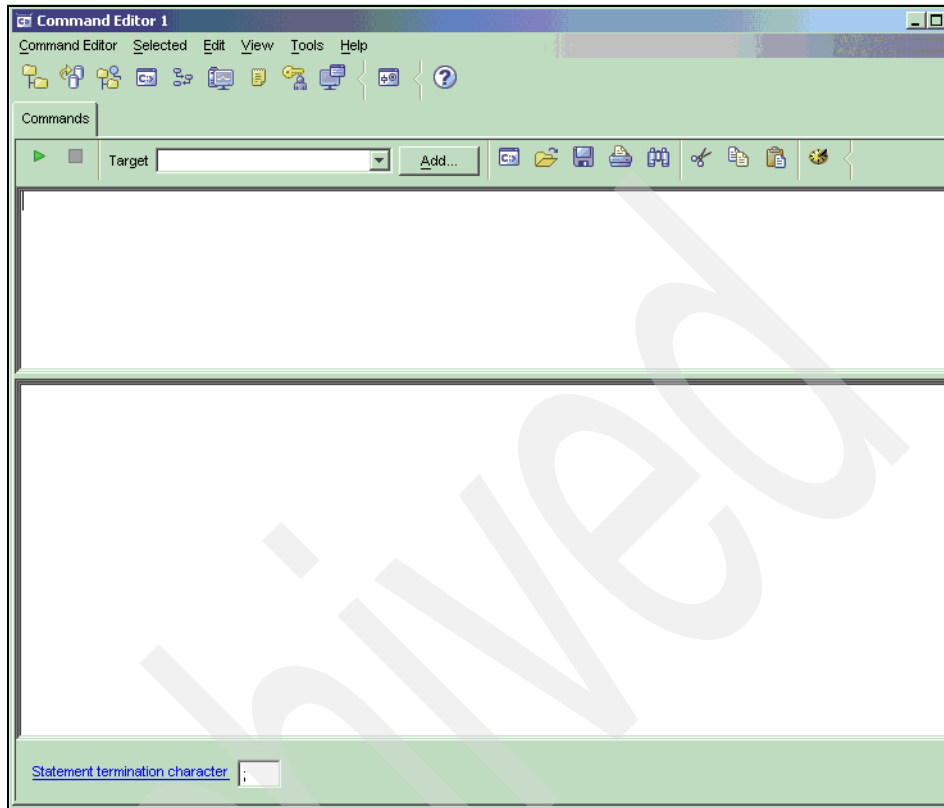 Command Editor 1
Command Editor Selected Edit View Tools Help
Commands
Target Add...
Statement termination character ;
hived